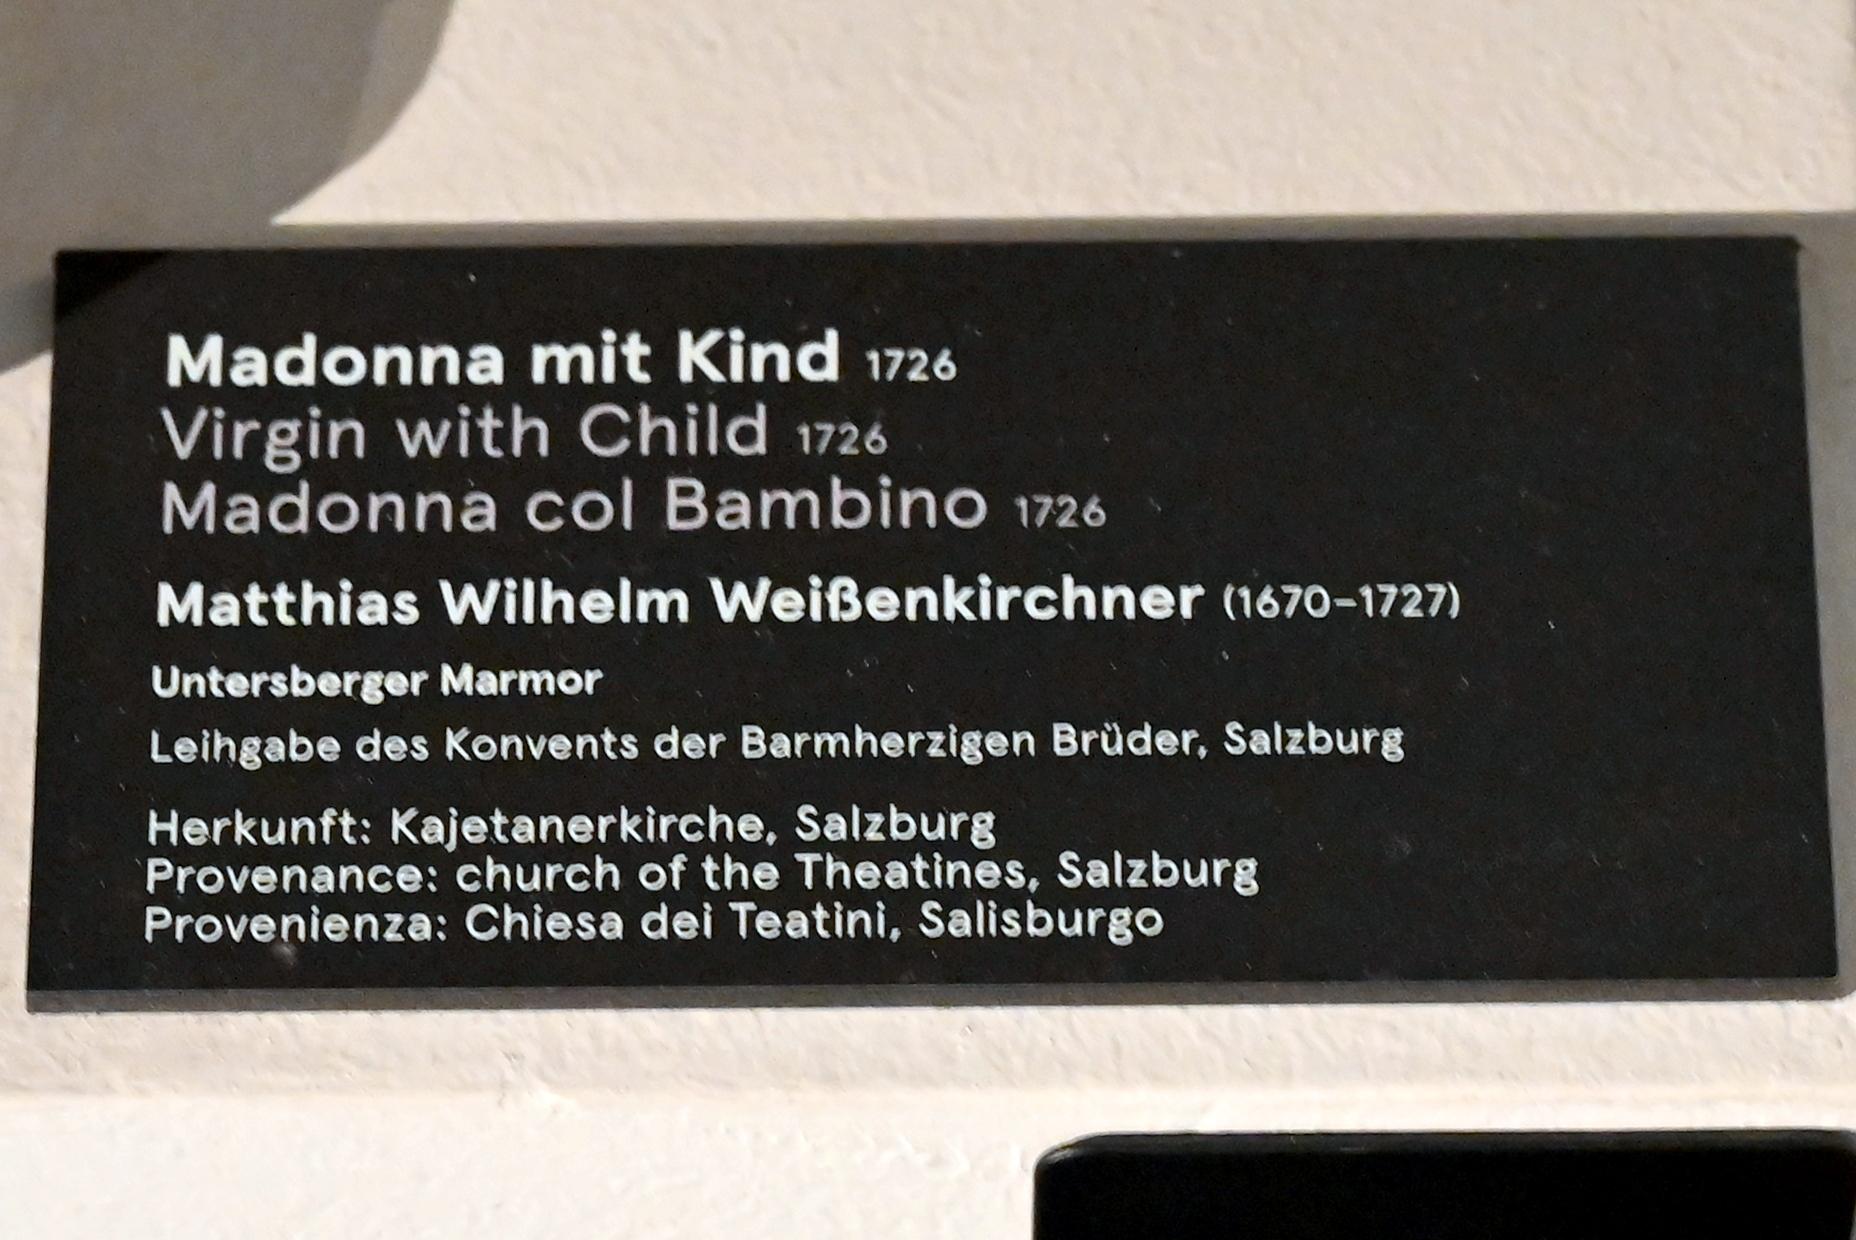 Madonna mit Kind 1726
Virgin with Child 1726
Madonna col Bambino 1726
Matthias Wilhelm Weißenkirchner (1670–1727)
Untersberger Marmor
Leihgabe des Konvents der Barmherzigen Brüder, Salzburg
Herkunft: Kajetanerkirche, Salzburg
Provenance: church of the Theatines, Salzburg
Provenienza: Chiesa dei Teatini, Salisburgo